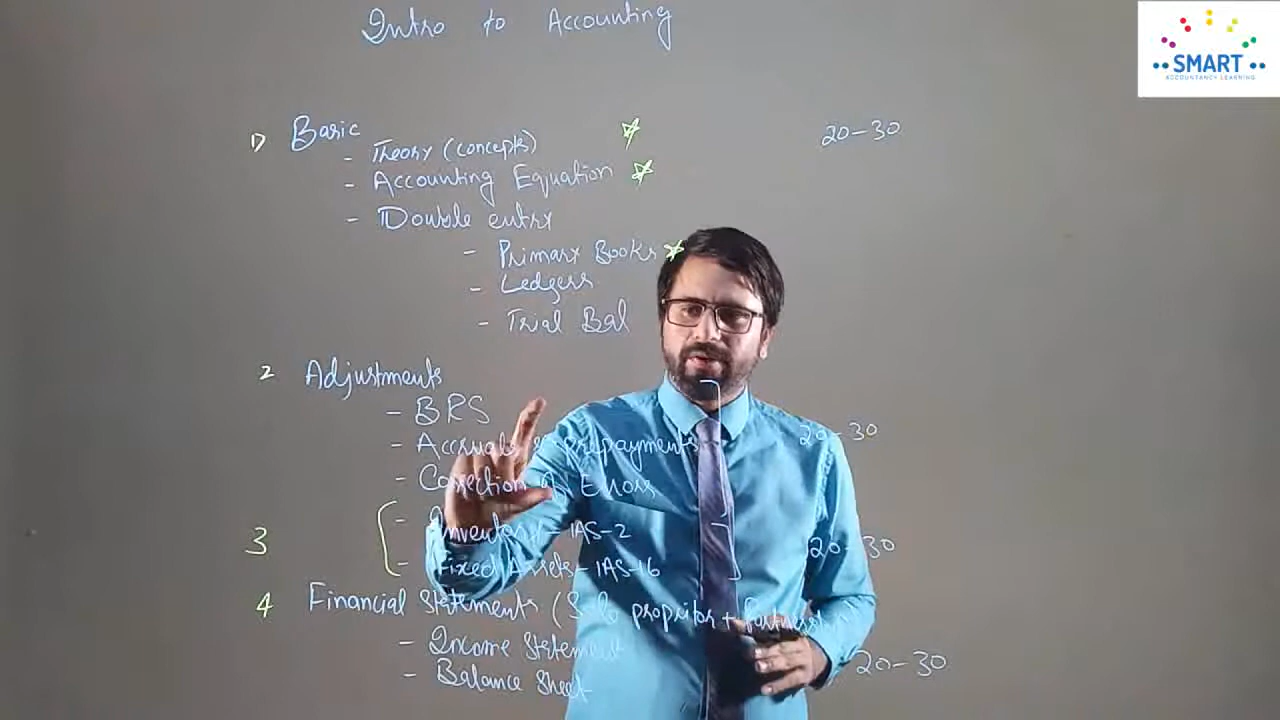 Intro to Accounting
SMART
ACCOUNTANCY LEARNING
1) Basic
- Theory (concepts)
20-30
- Accounting Equation
- Double entry
- Primary Books
- Ledgers
- Trial Bal
2 Adjustments
- BRS
- Accruals & prepayments
20-30
- Correction of Errors
3 - Inventory - IAS-2
20-30
- Fixed Assets - IAS-16
4 Financial Statements (Sole propritor + Partnership)
- Income Statement
20-30
- Balance Sheet